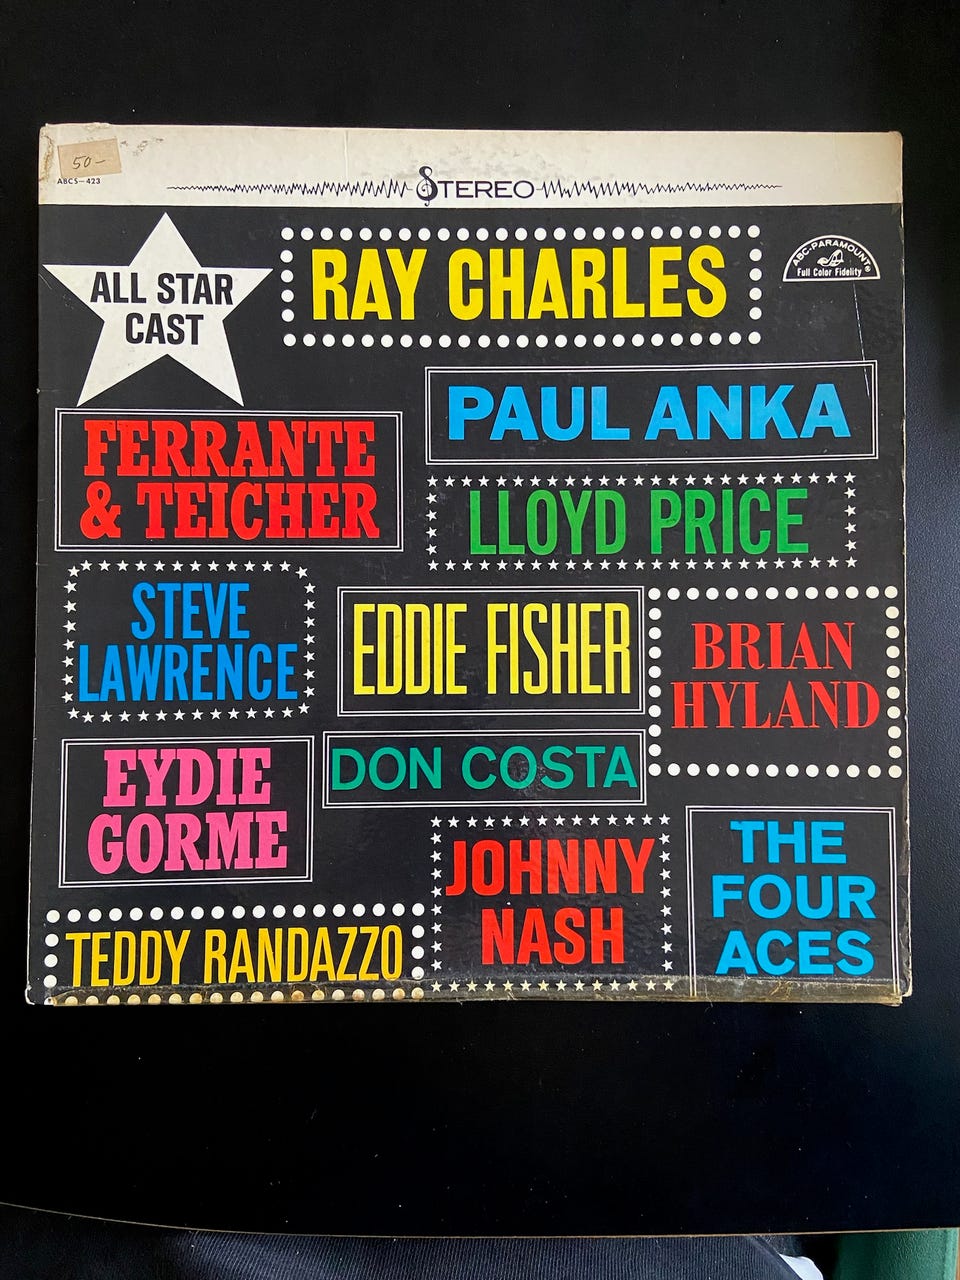 50-
ABCS-423
STEREO
ALL STAR
CAST
RAY CHARLES
ABC-PARAMOUNT®
Full Color Fidelity
PAUL ANKA
FERRANTE
& TEICHER
LLOYD PRICE
STEVE
LAWRENCE
EDDIE FISHER
BRIAN
HYLAND
EYDIE
GORME
DON COSTA
JOHNNY
NASH
THE
FOUR
ACES
TEDDY RANDAZZO